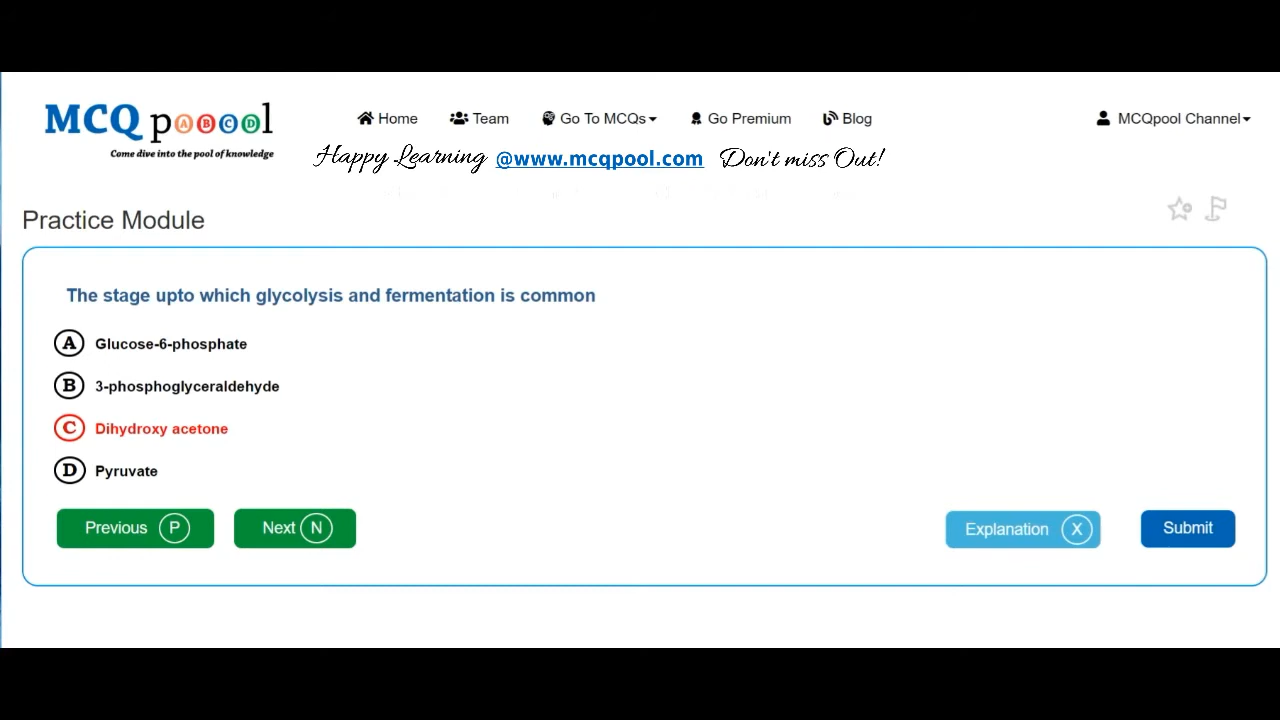 MCQ pABCDl
Come dive into the pool of knowledge
Home Team Go To MCQs Go Premium Blog MCQpool Channel
Happy Learning @www.mcqpool.com Don't miss Out!
Practice Module
The stage upto which glycolysis and fermentation is common
A Glucose-6-phosphate
B 3-phosphoglyceraldehyde
C Dihydroxy acetone
D Pyruvate
Previous P Next N Explanation X Submit